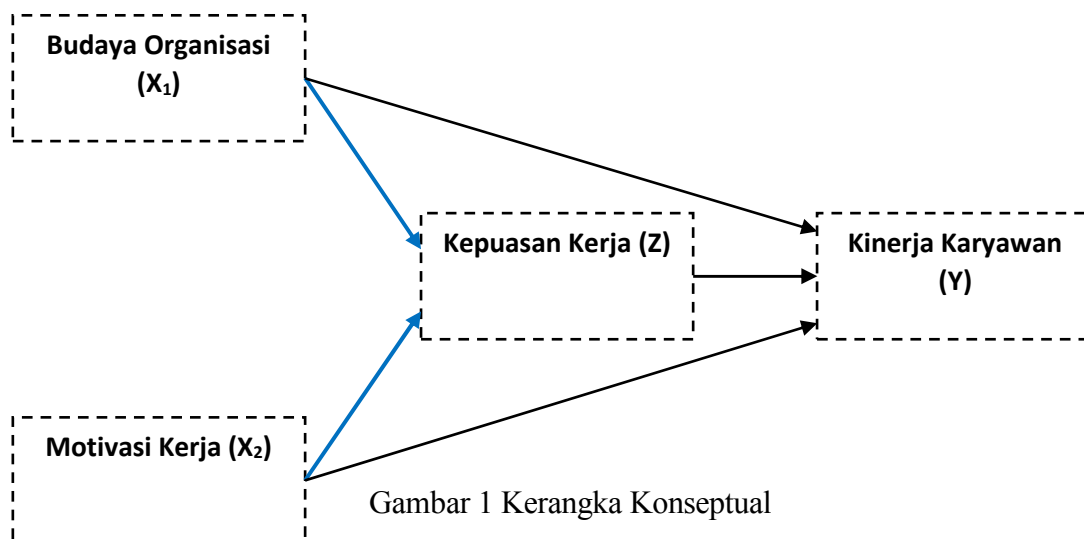 Budaya Organisasi
(X₁)
Kepuasan Kerja (Z)
Kinerja Karyawan
(Y)
Motivasi Kerja (X₂)
Gambar 1 Kerangka Konseptual